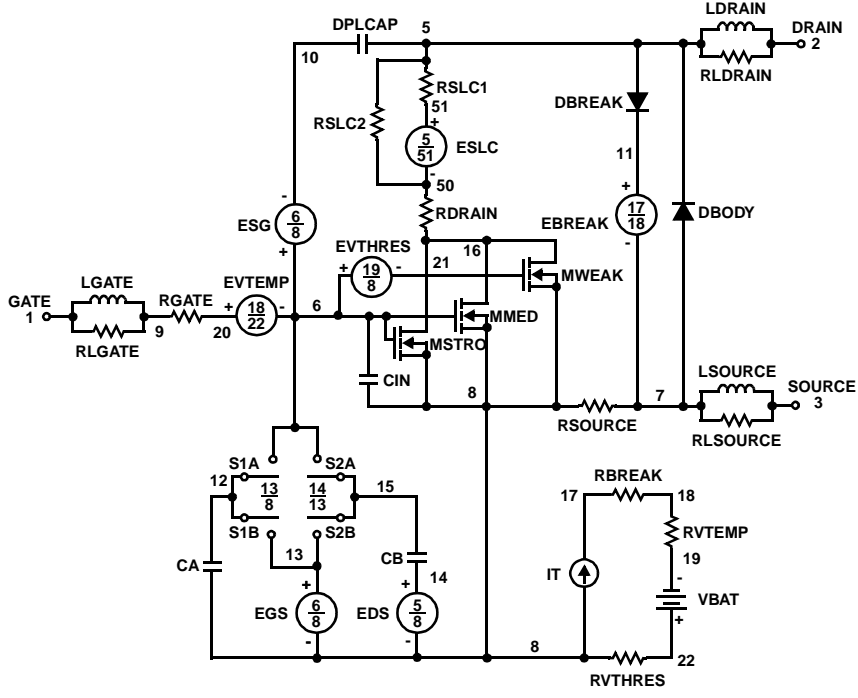 LDRAIN
DPLCAP 5 DRAIN
10 2
RLDRAIN
RSLC1
51
DBREAK
+
RSLC2
5
51
ESLC
11
-
50
-
+
RDRAIN
17
18
EBREAK
DBODY
6
8
ESG
+
EVTHRES
16
-
21
+ 19
8 -
MWEAK
LGATE
EVTEMP
GATE
1
RGATE
+ 18
22 -
6
MMED
9
20
RLGATE
MSTRO
CIN
LSOURCE
8
7
SOURCE
3
RSOURCE
RLSOURCE
S1A S2A
12
13
8
14
13
15
RBREAK
17 18
S1B S2B
RVTEMP
13
CA
CB
19
IT
14
-
+ +
VBAT
EGS
6
8
EDS
5
8
+
- -
8
22
RVTHRES